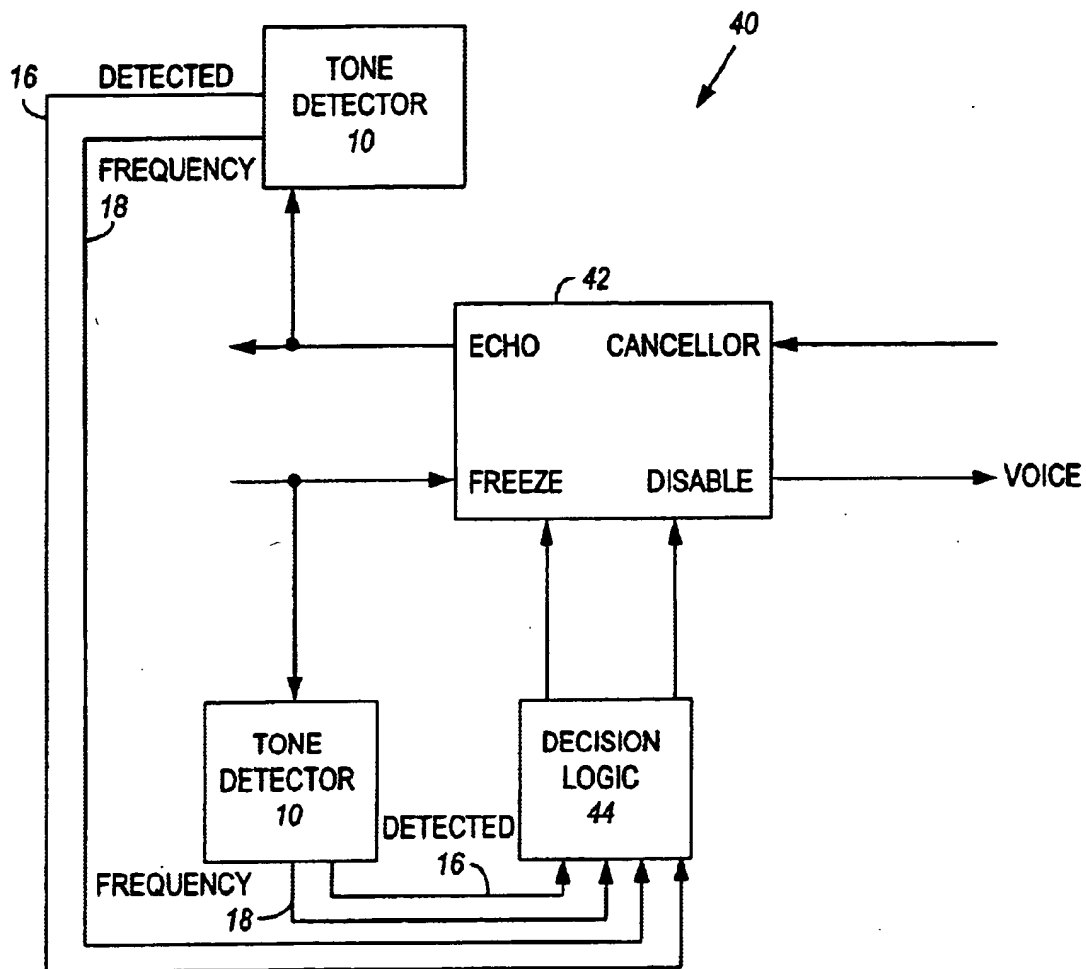 40
16
DETECTED
TONE
DETECTOR
10
FREQUENCY
18
42
ECHO CANCELLOR
FREEZE DISABLE
VOICE
TONE
DETECTOR
10
DECISION
LOGIC
44
DETECTED
16
FREQUENCY
18